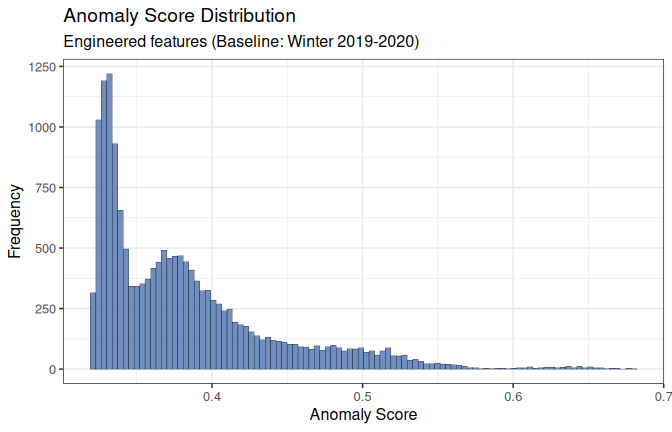 Anomaly Score Distribution
Engineered features (Baseline: Winter 2019-2020)
1250
1000
750
500
250
0
Frequency
0.4
0.5
0.6
0.7
Anomaly Score